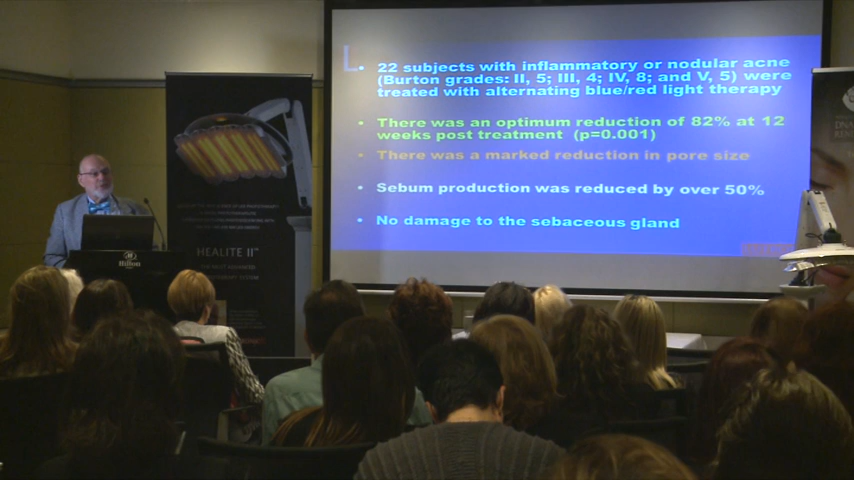 • 22 subjects with inflammatory or nodular acne
(Burton grades: II, 5; III, 4; IV, 8; and V, 5) were
treated with alternating blue/red light therapy
• There was an optimum reduction of 82% at 12
weeks post treatment (p=0.001)
• There was a marked reduction in pore size
• Sebum production was reduced by over 50%
• No damage to the sebaceous gland
HEALITE II™
Hilton